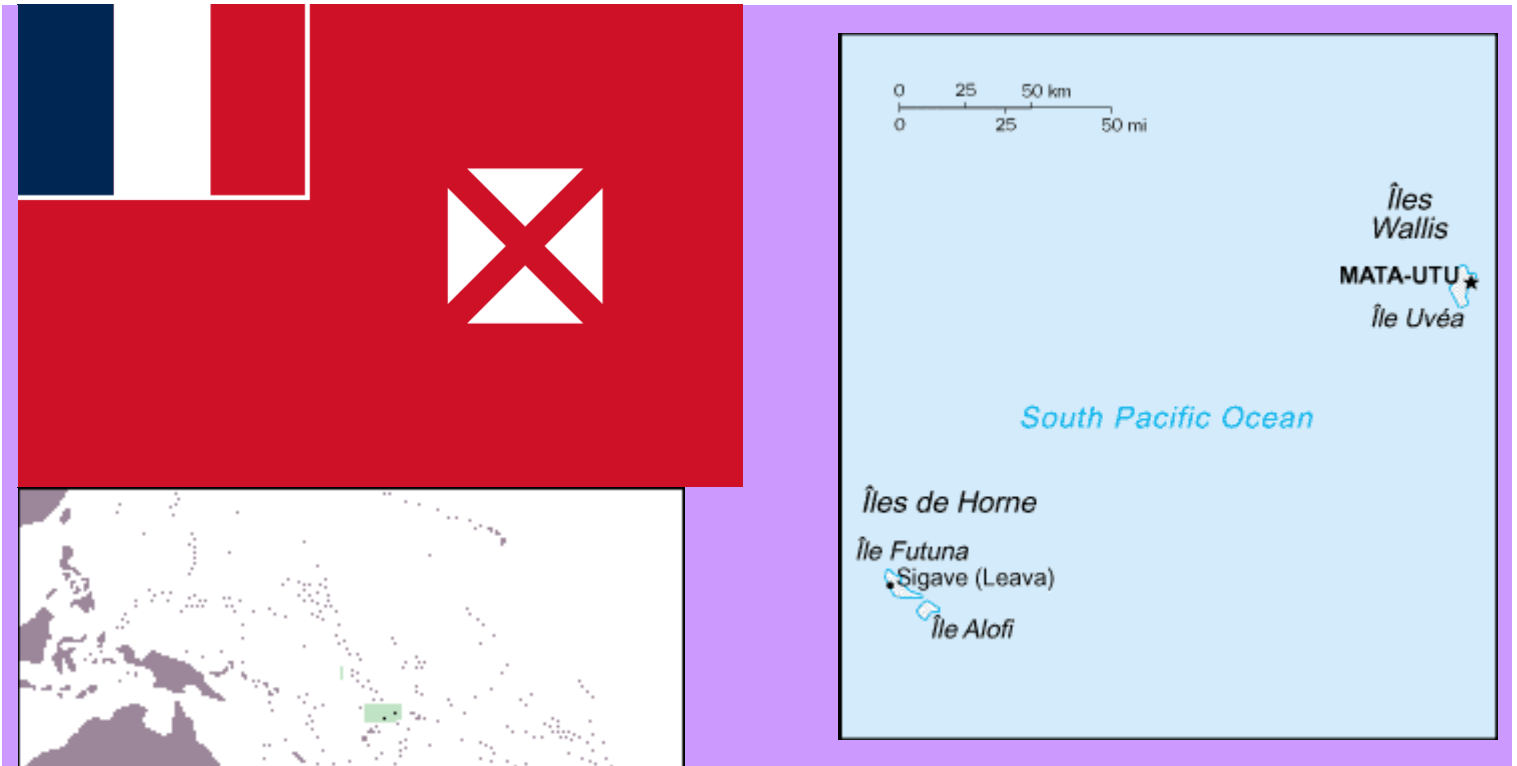 0 25 50 km
0 25 50 mi
Îles
Wallis
MATA-UTU
Île Uvéa
South Pacific Ocean
Îles de Horne
Île Futuna
Sigave (Leava)
Île Alofi